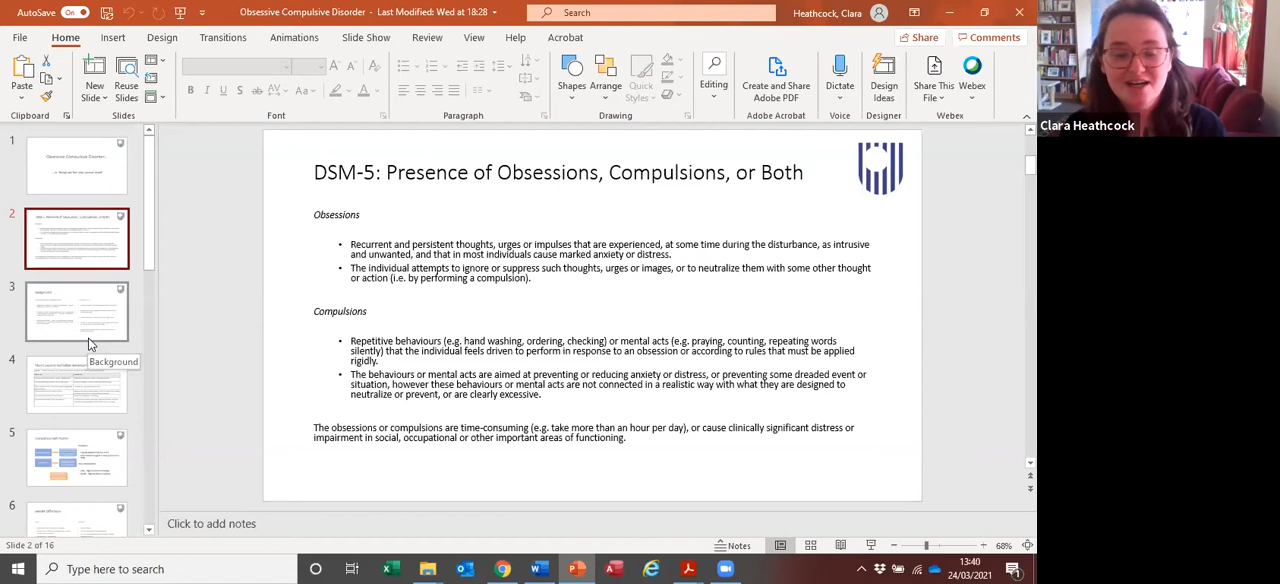 AutoSave On Obsessive Compulsive Disorder - Last Modified: Wed at 18:28 Search Heathcock, Clara
File Home Insert Design Transitions Animations Slide Show Review View Help Acrobat Share Comments
Paste New Slide Reuse Slides B I U S ab AV Aa A Shapes Arrange Quick Styles Editing Create and Share Adobe PDF Dictate Design Ideas Share This File Webex
Clipboard Slides Font Paragraph Drawing Adobe Acrobat Voice Designer Webex
Clara Heathcock
1
2
3
Background
4
5
6
DSM-5: Presence of Obsessions, Compulsions, or Both
Obsessions
• Recurrent and persistent thoughts, urges or impulses that are experienced, at some time during the disturbance, as intrusive
and unwanted, and that in most individuals cause marked anxiety or distress.
• The individual attempts to ignore or suppress such thoughts, urges or images, or to neutralize them with some other thought
or action (i.e. by performing a compulsion).
Compulsions
• Repetitive behaviours (e.g. hand washing, ordering, checking) or mental acts (e.g. praying, counting, repeating words
silently) that the individual feels driven to perform in response to an obsession or according to rules that must be applied
rigidly.
• The behaviours or mental acts are aimed at preventing or reducing anxiety or distress, or preventing some dreaded event or
situation, however these behaviours or mental acts are not connected in a realistic way with what they are designed to
neutralize or prevent, or are clearly excessive.
The obsessions or compulsions are time-consuming (e.g. take more than an hour per day), or cause clinically significant distress or
impairment in social, occupational or other important areas of functioning.
Click to add notes
Slide 2 of 16 Notes 68%
Type here to search 13:40
24/03/2021